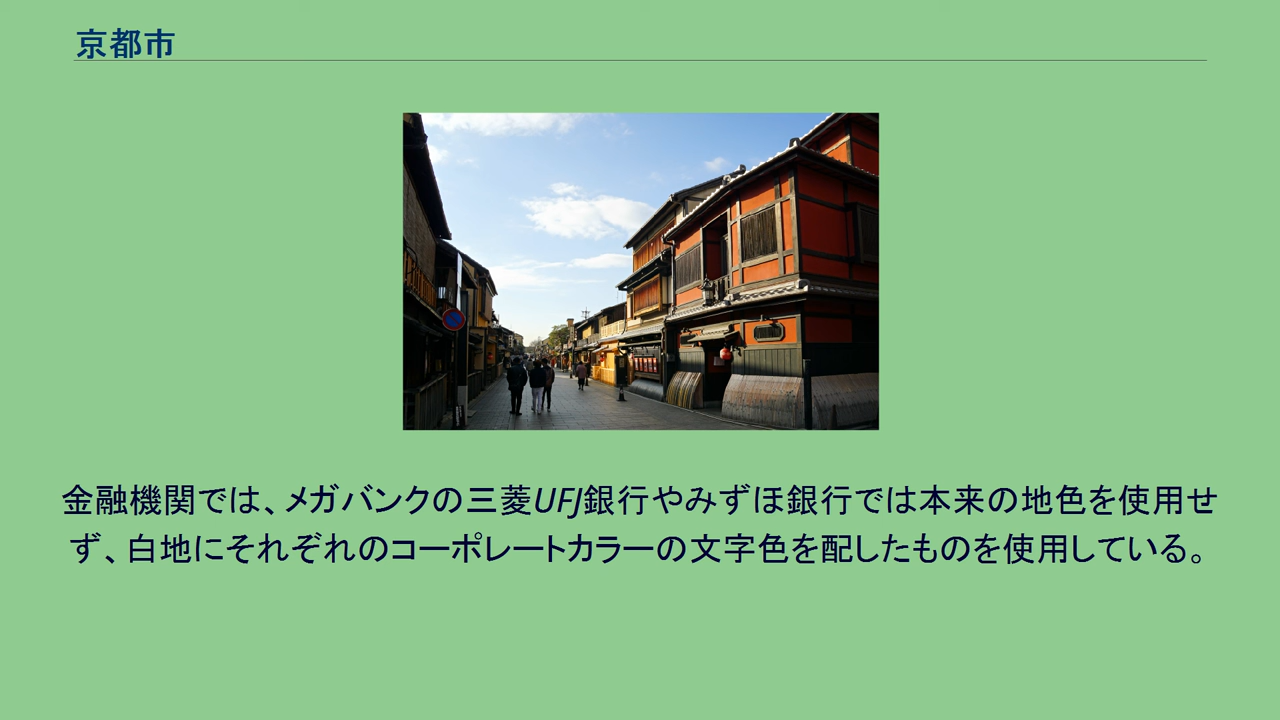 京都市
金融機関では、メガバンクの三菱UFJ銀行やみずほ銀行では本来の地色を使用せ
ず、白地にそれぞれのコーポレートカラーの文字色を配したものを使用している。